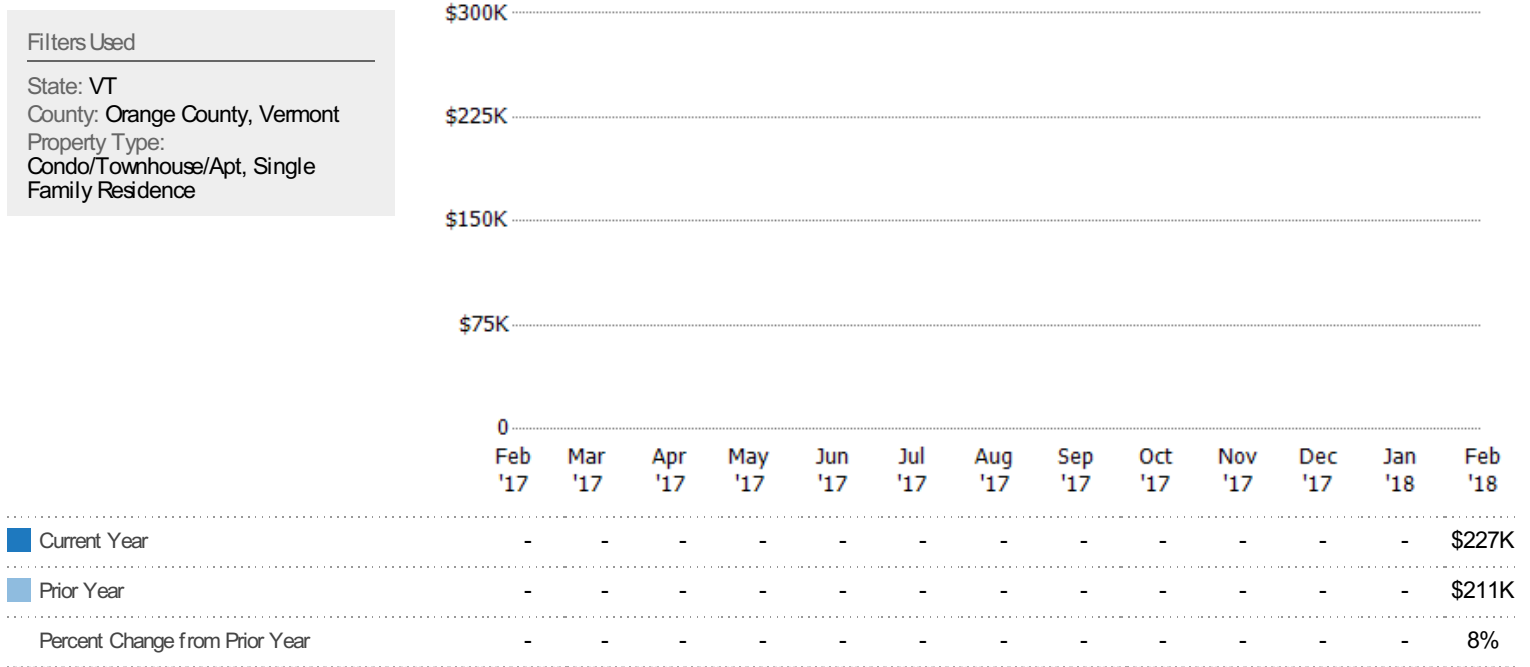 Filters Used
State: VT
County: Orange County, Vermont
Property Type:
Condo/Townhouse/Apt, Single
Family Residence
$300K
$225K
$150K
$75K
0
Feb Mar Apr May Jun Jul Aug Sep Oct Nov Dec Jan Feb
'17 '17 '17 '17 '17 '17 '17 '17 '17 '17 '17 '18 '18
Current Year - - - - - - - - - - - - $227K
Prior Year - - - - - - - - - - - - $211K
Percent Change from Prior Year - - - - - - - - - - - - 8%